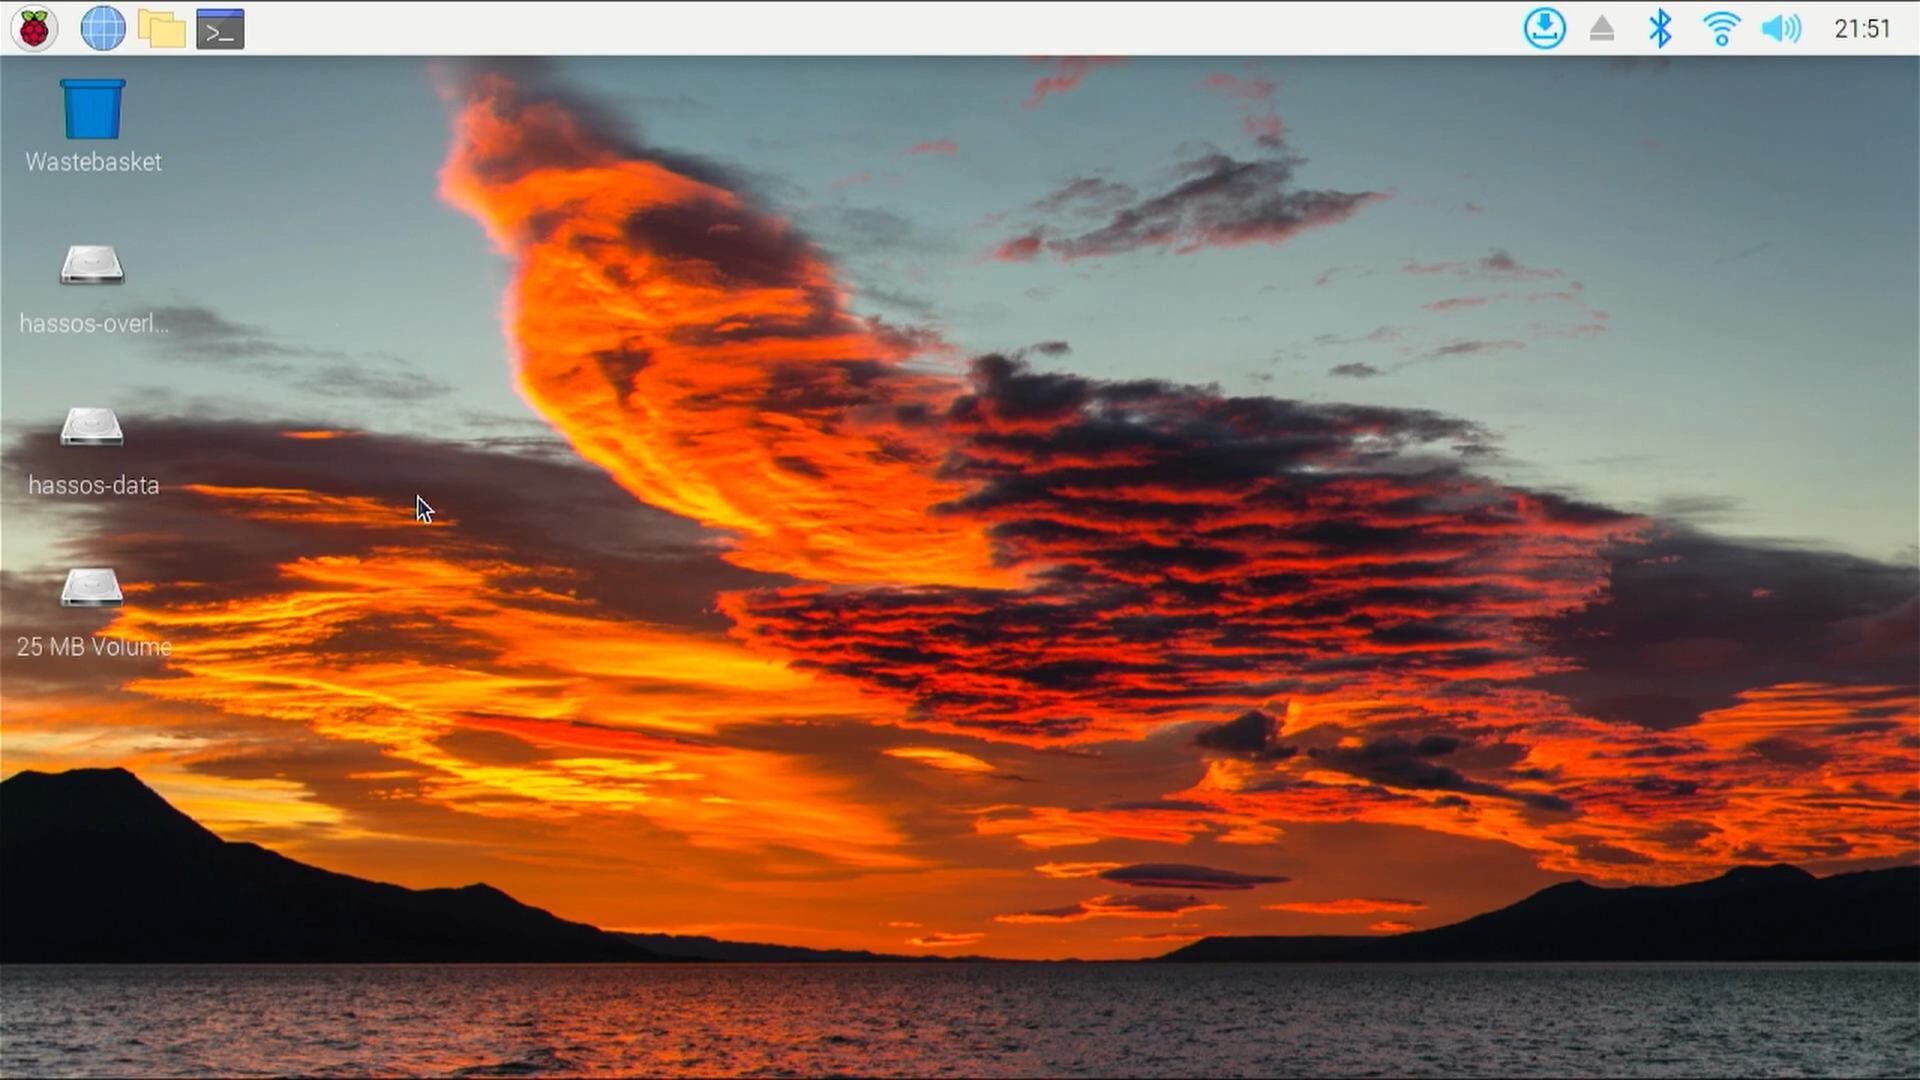 21:51
Wastebasket
hassos-overl...
hassos-data
25 MB Volume